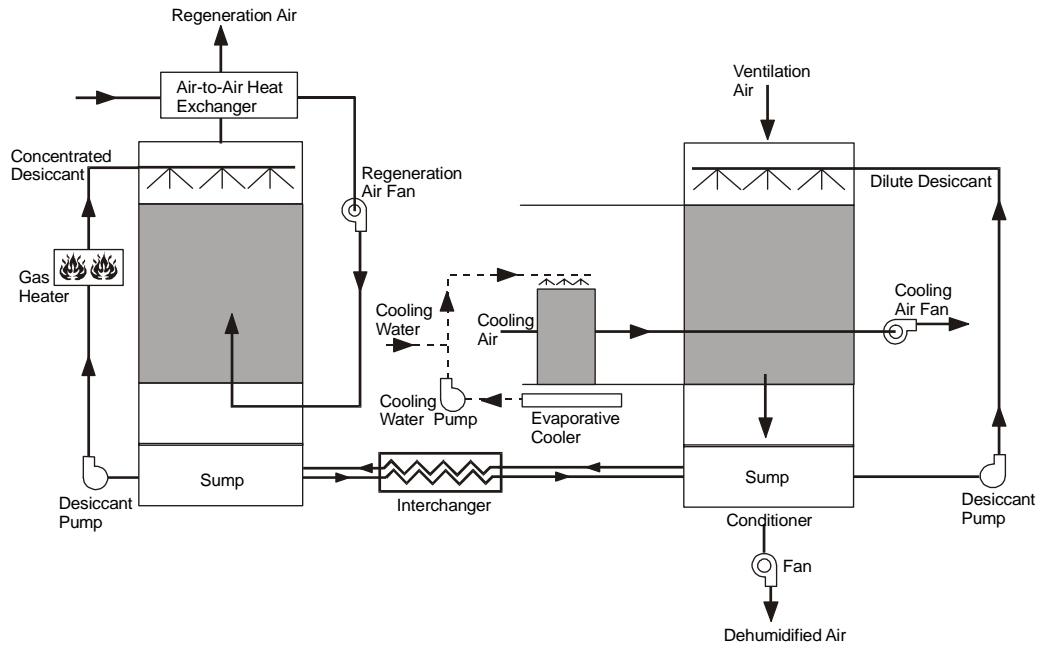 Regeneration Air
Air-to-Air Heat
Exchanger
Ventilation
Air
Concentrated
Desiccant
Regeneration
Air Fan
Dilute Desiccant
Gas
Heater
Cooling
Water
Cooling
Air
Cooling
Air Fan
Cooling
Water Pump
Evaporative
Cooler
Sump
Sump
Desiccant
Pump
Interchanger
Conditioner
Desiccant
Pump
Fan
Dehumidified Air